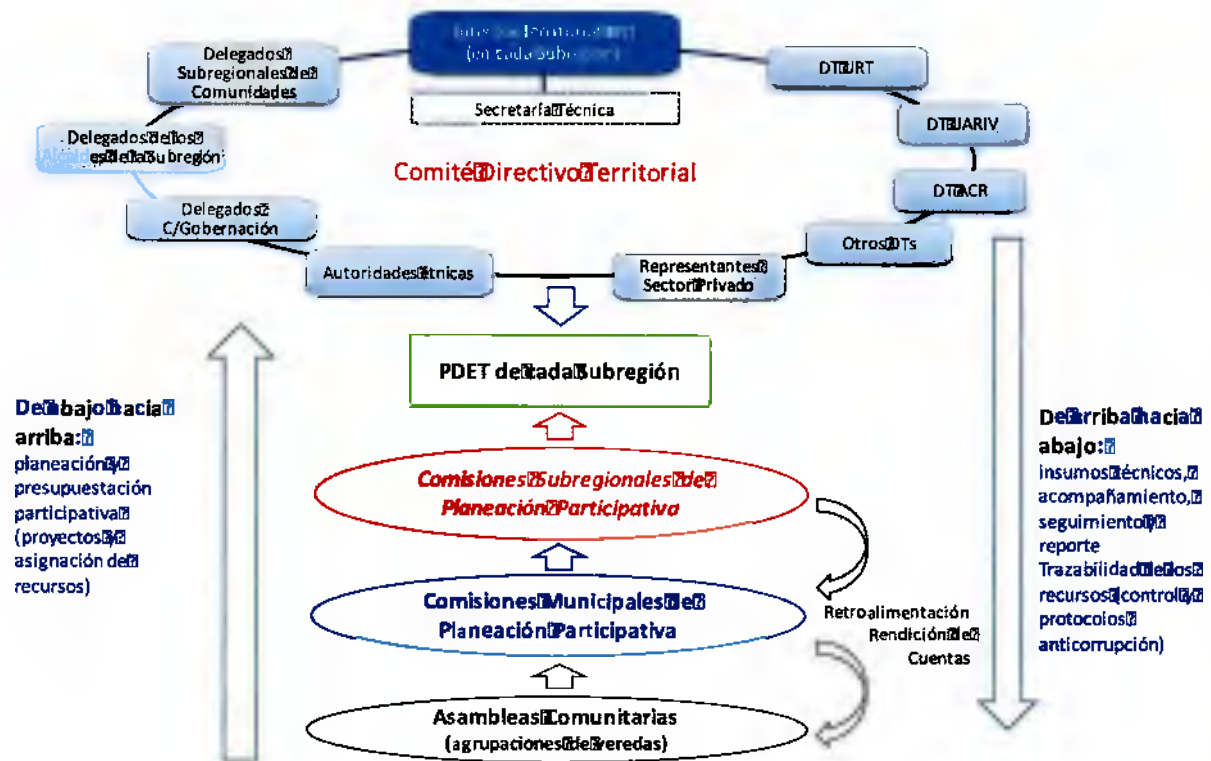 (en cada Subregión)
Secretaría Técnica
Delegados
Subregionales de
Comunidades
Delegados de los
Alcaldes de la Subregión
Delegados
C/Gobernación
Autoridades Étnicas
Representantes
Sector Privado
Otros DTs
DT ACR
DT UARIV
DT URT
Comité Directivo Territorial
PDET de cada Subregión
Comisiones Subregionales de
Planeación Participativa
Comisiones Municipales de
Planeación Participativa
Asambleas Comunitarias
(agrupaciones de veredas)
De abajo hacia
arriba:
planeación y
presupuestación
participativa
(proyectos y
asignación de
recursos)
Retroalimentación
Rendición de
Cuentas
De arriba hacia
abajo:
insumos técnicos,
acompañamiento,
seguimiento y
reporte
Trazabilidad de los
recursos (control y
protocolos
anticorrupción)